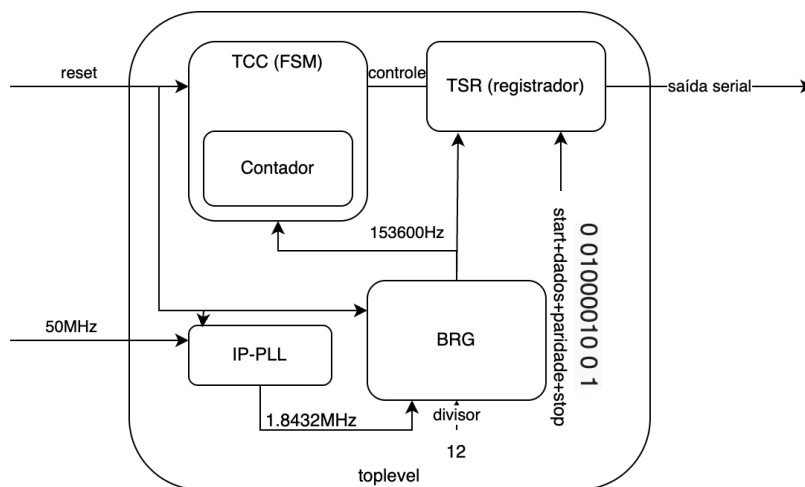 reset
TCC (FSM)
controle
TSR (registrador)
saída serial
Contador
153600Hz
start+dados+paridade+stop
0 01000010 0 1
50MHz
IP-PLL
BRG
1.8432MHz
divisor
12
toplevel